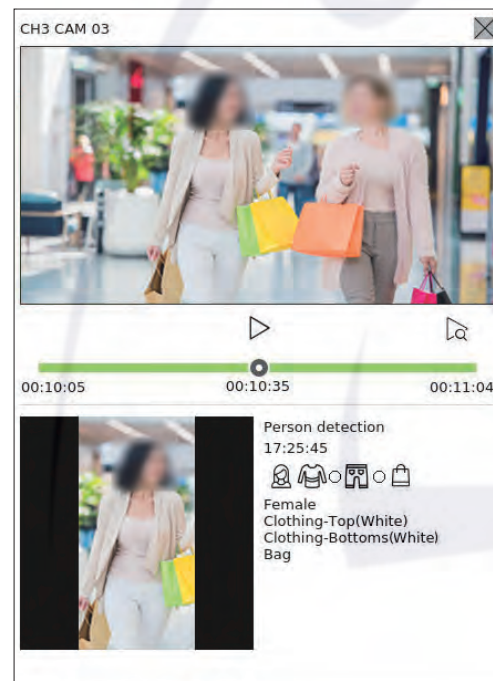 CH3 CAM 03
00:10:05
00:10:35
00:11:04
Person detection
17:25:45
Female
Clothing-Top(White)
Clothing-Bottoms(White)
Bag